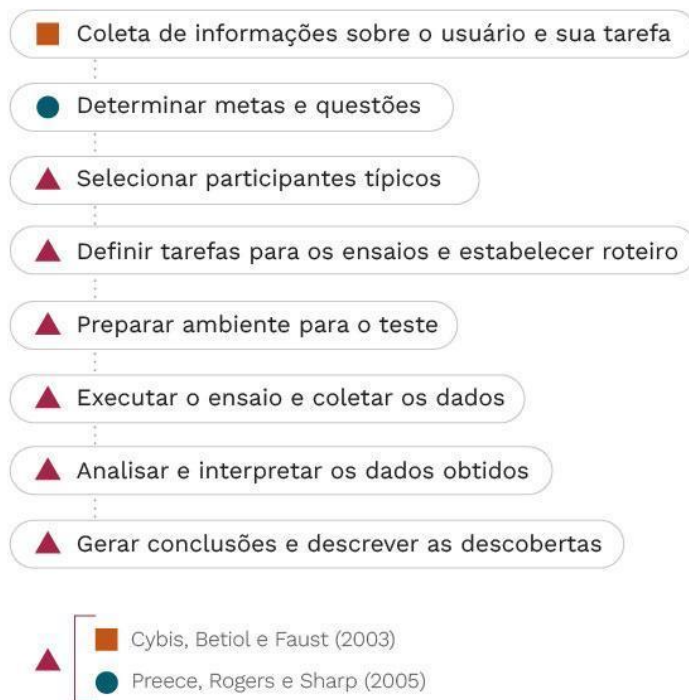 Coleta de informações sobre o usuário e sua tarefa
Determinar metas e questões
Selecionar participantes típicos
Definir tarefas para os ensaios e estabelecer roteiro
Preparar ambiente para o teste
Executar o ensaio e coletar os dados
Analisar e interpretar os dados obtidos
Gerar conclusões e descrever as descobertas
Cybis, Betiol e Faust (2003)
Preece, Rogers e Sharp (2005)